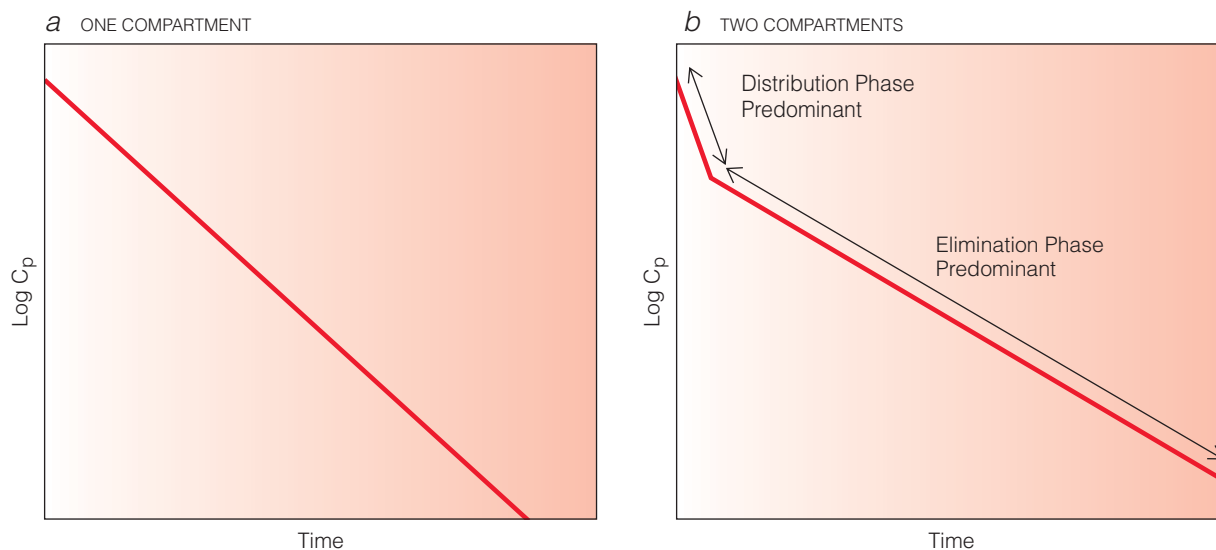 a ONE COMPARTMENT
Log Cp
Time
b TWO COMPARTMENTS
Distribution Phase
Predominant
Elimination Phase
Predominant
Log Cp
Time